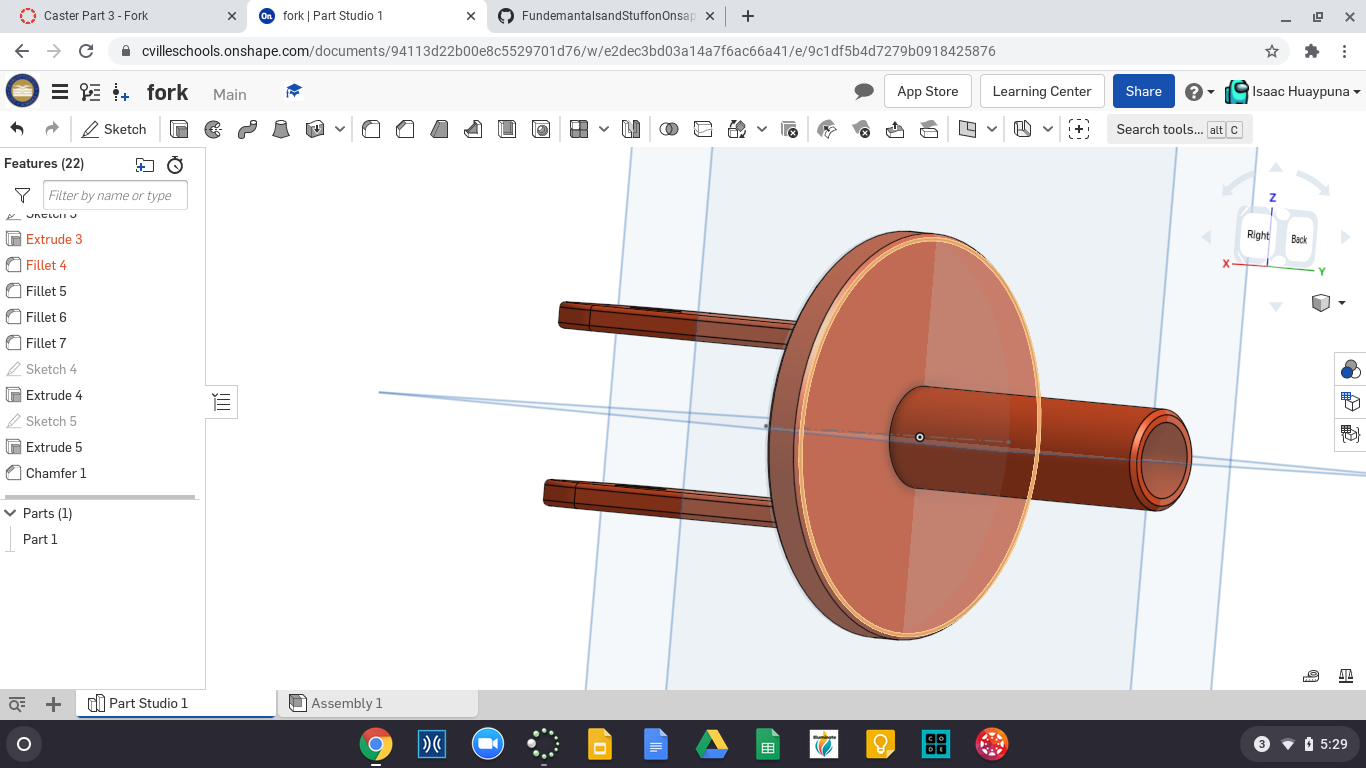 Caster Part 3 - Fork
On fork | Part Studio 1
FundemantalsandStuffonOnsap
cvilleschools.onshape.com/documents/94113d22b00e8c5529701d76/w/e2dec3bd03a14a7f6ac66a41/e/9c1df5b4d7279b0918425876
fork Main App Store Learning Center Share Isaac Huaypuna
Sketch Search tools... alt C
Features (22)
Filter by name or type
Sketch 3
Extrude 3
Fillet 4
Fillet 5
Fillet 6
Fillet 7
Sketch 4
Extrude 4
Sketch 5
Extrude 5
Chamfer 1
Parts (1)
Part 1
Z
Right Back
X Y
Part Studio 1 Assembly 1
3 5:29